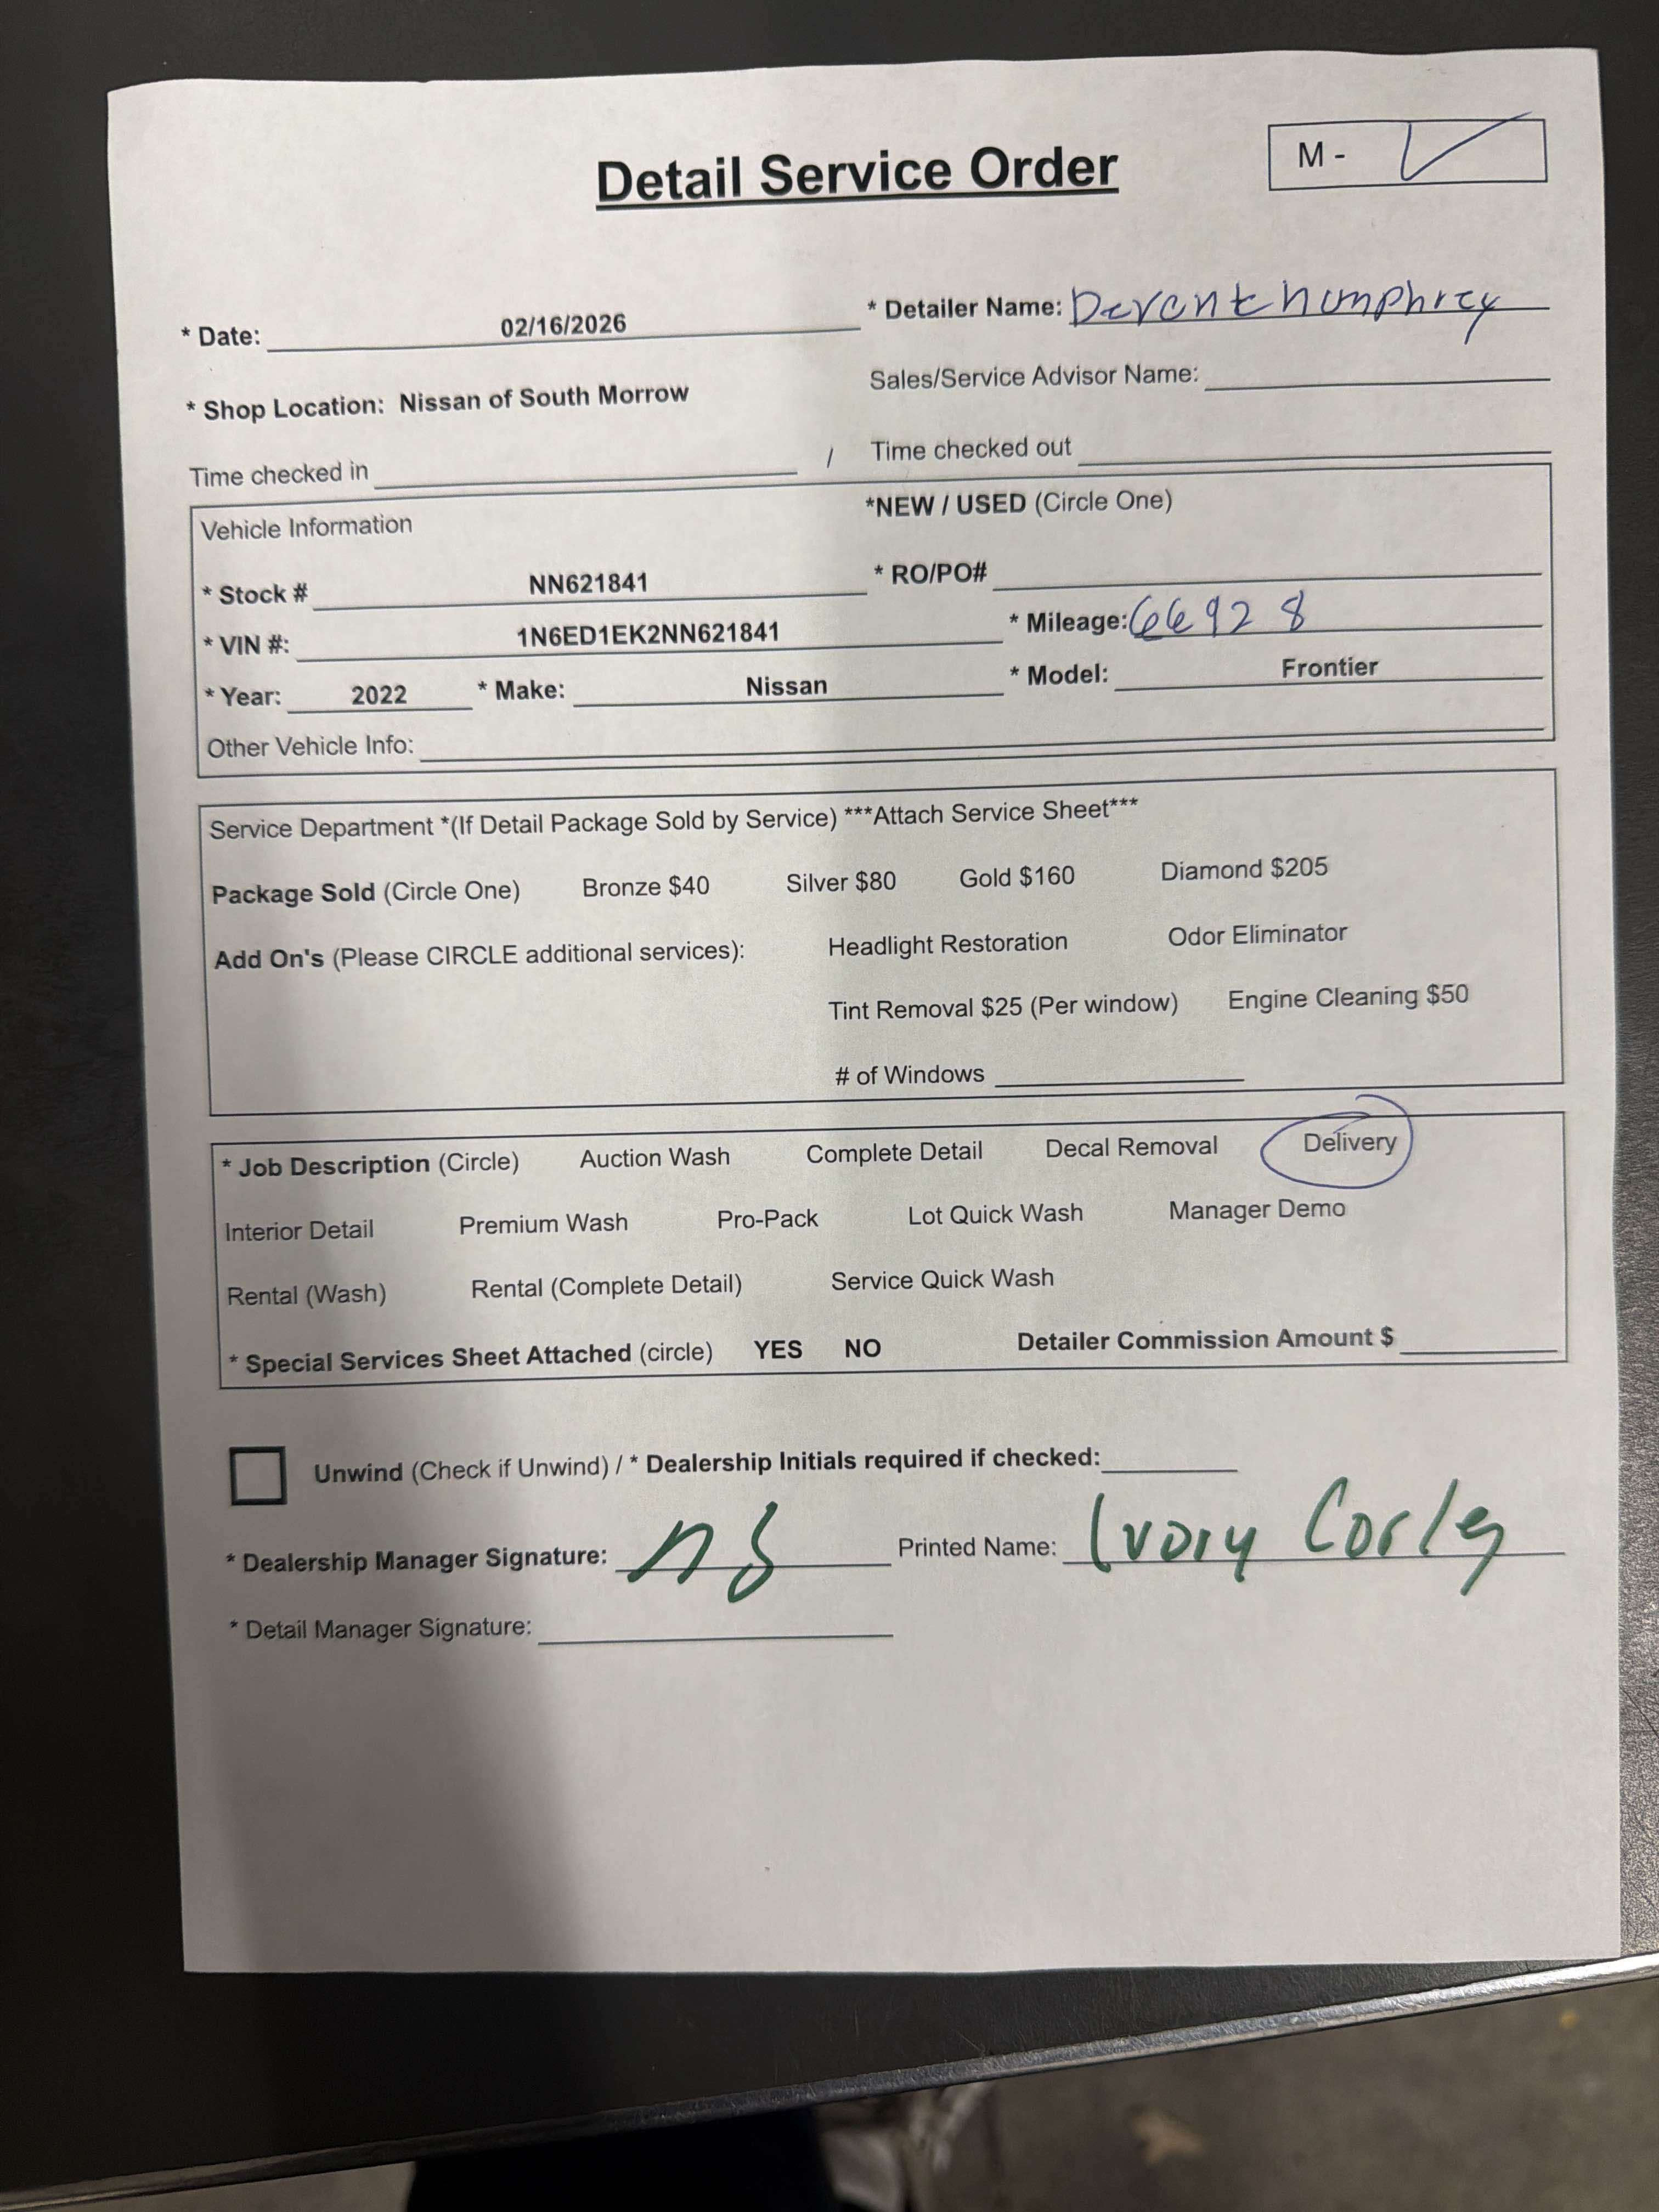 Detail Service Order
M -
* Date: 02/16/2026
* Detailer Name: Devent humphrey
* Shop Location: Nissan of South Morrow
Sales/Service Advisor Name:
Time checked in / Time checked out
Vehicle Information
*NEW / USED (Circle One)
* Stock # NN621841
* RO/PO#
* VIN #: 1N6ED1EK2NN621841
* Mileage: 66928
* Year: 2022 * Make: Nissan * Model: Frontier
Other Vehicle Info:
Service Department *(If Detail Package Sold by Service) ***Attach Service Sheet***
Package Sold (Circle One) Bronze $40 Silver $80 Gold $160 Diamond $205
Add On's (Please CIRCLE additional services): Headlight Restoration Odor Eliminator
Tint Removal $25 (Per window) Engine Cleaning $50
# of Windows
* Job Description (Circle) Auction Wash Complete Detail Decal Removal Delivery
Interior Detail Premium Wash Pro-Pack Lot Quick Wash Manager Demo
Rental (Wash) Rental (Complete Detail) Service Quick Wash
* Special Services Sheet Attached (circle) YES NO Detailer Commission Amount $
Unwind (Check if Unwind) / * Dealership Initials required if checked:
* Dealership Manager Signature: Printed Name: Ivory Corley
* Detail Manager Signature: